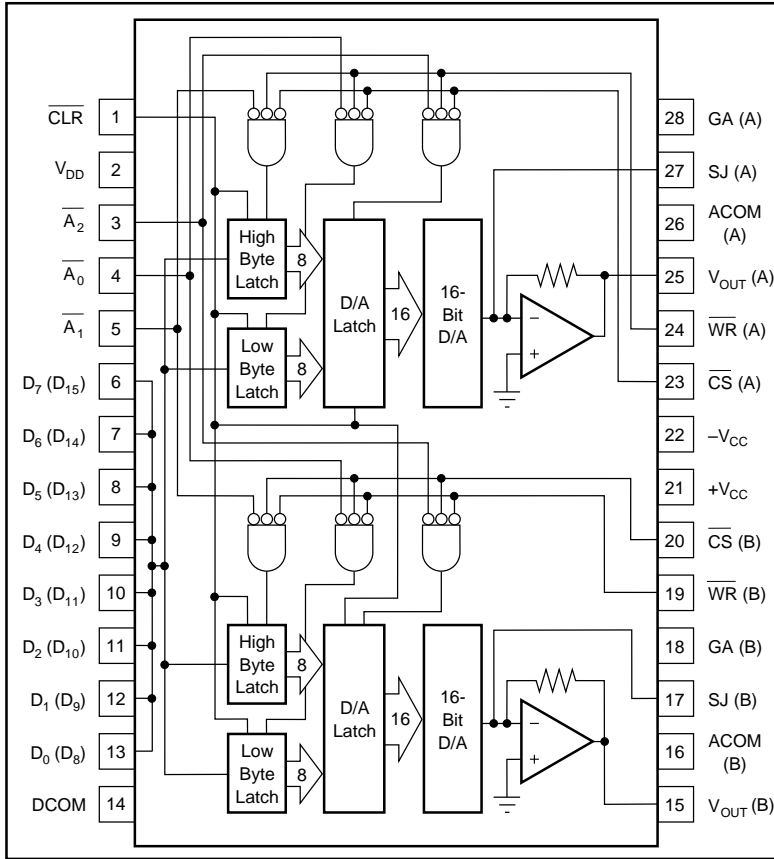 CLR 1
V_DD 2
A_2 3
A_0 4
A_1 5
D_7 (D_15) 6
D_6 (D_14) 7
D_5 (D_13) 8
D_4 (D_12) 9
D_3 (D_11) 10
D_2 (D_10) 11
D_1 (D_9) 12
D_0 (D_8) 13
DCOM 14
High
Byte
Latch
8
Low
Byte
Latch
8
D/A
Latch
16
16-
Bit
D/A
–
+
High
Byte
Latch
8
Low
Byte
Latch
8
D/A
Latch
16
16-
Bit
D/A
–
+
28 GA (A)
27 SJ (A)
26 ACOM
(A)
25 V_OUT (A)
24 WR (A)
23 CS (A)
22 –V_CC
21 +V_CC
20 CS (B)
19 WR (B)
18 GA (B)
17 SJ (B)
16 ACOM
(B)
15 V_OUT (B)